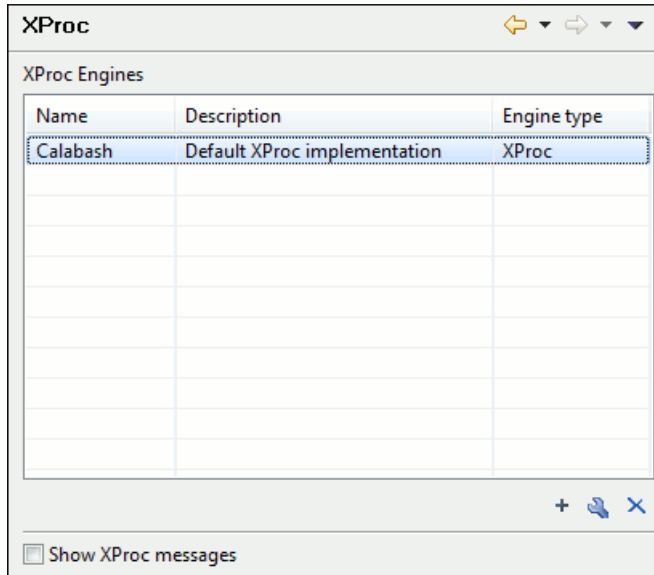 XProc
XProc Engines
Name Description Engine type
Calabash Default XProc implementation XProc
Show XProc messages